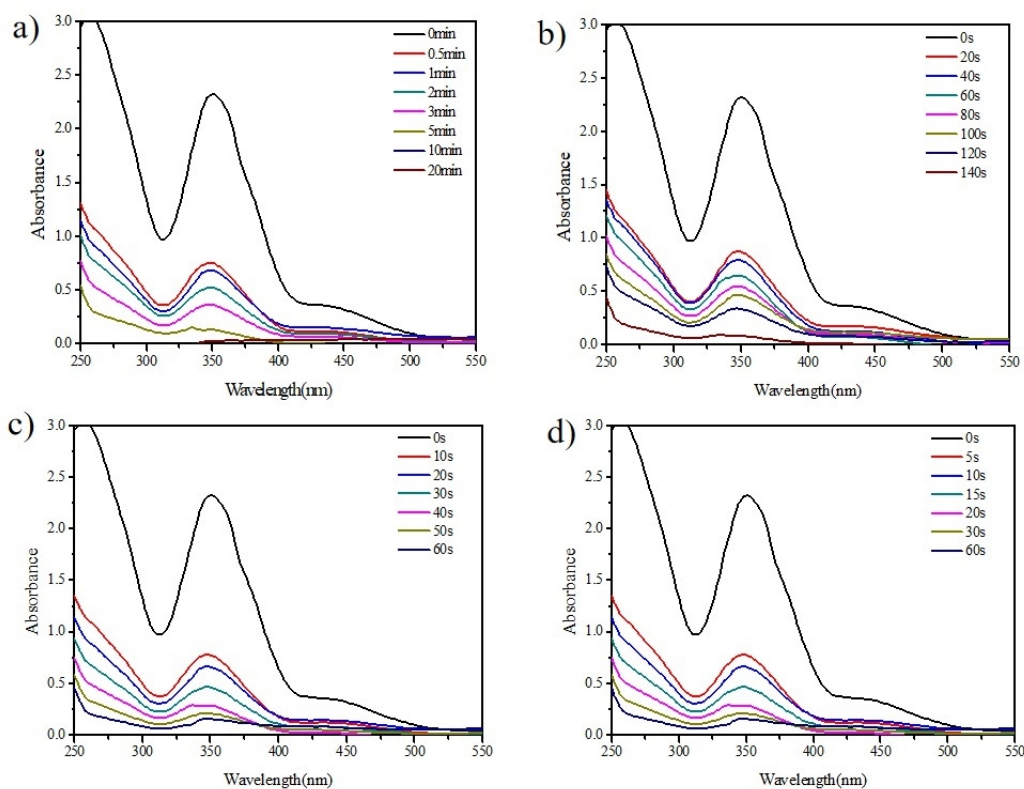 a)
3.0
2.5
2.0
1.5
1.0
0.5
0.0
Absorbance
250 300 350 400 450 500 550
Wavelength(nm)
0min
0.5min
1min
2min
3min
5min
10min
20min
b)
3.0
2.5
2.0
1.5
1.0
0.5
0.0
Absorbance
250 300 350 400 450 500 550
Wavelength(nm)
0s
20s
40s
60s
80s
100s
120s
140s
c)
3.0
2.5
2.0
1.5
1.0
0.5
0.0
Absorbance
250 300 350 400 450 500 550
Wavelength(nm)
0s
10s
20s
30s
40s
50s
60s
d)
3.0
2.5
2.0
1.5
1.0
0.5
0.0
Absorbance
250 300 350 400 450 500 550
Wavelength(nm)
0s
5s
10s
15s
20s
30s
60s